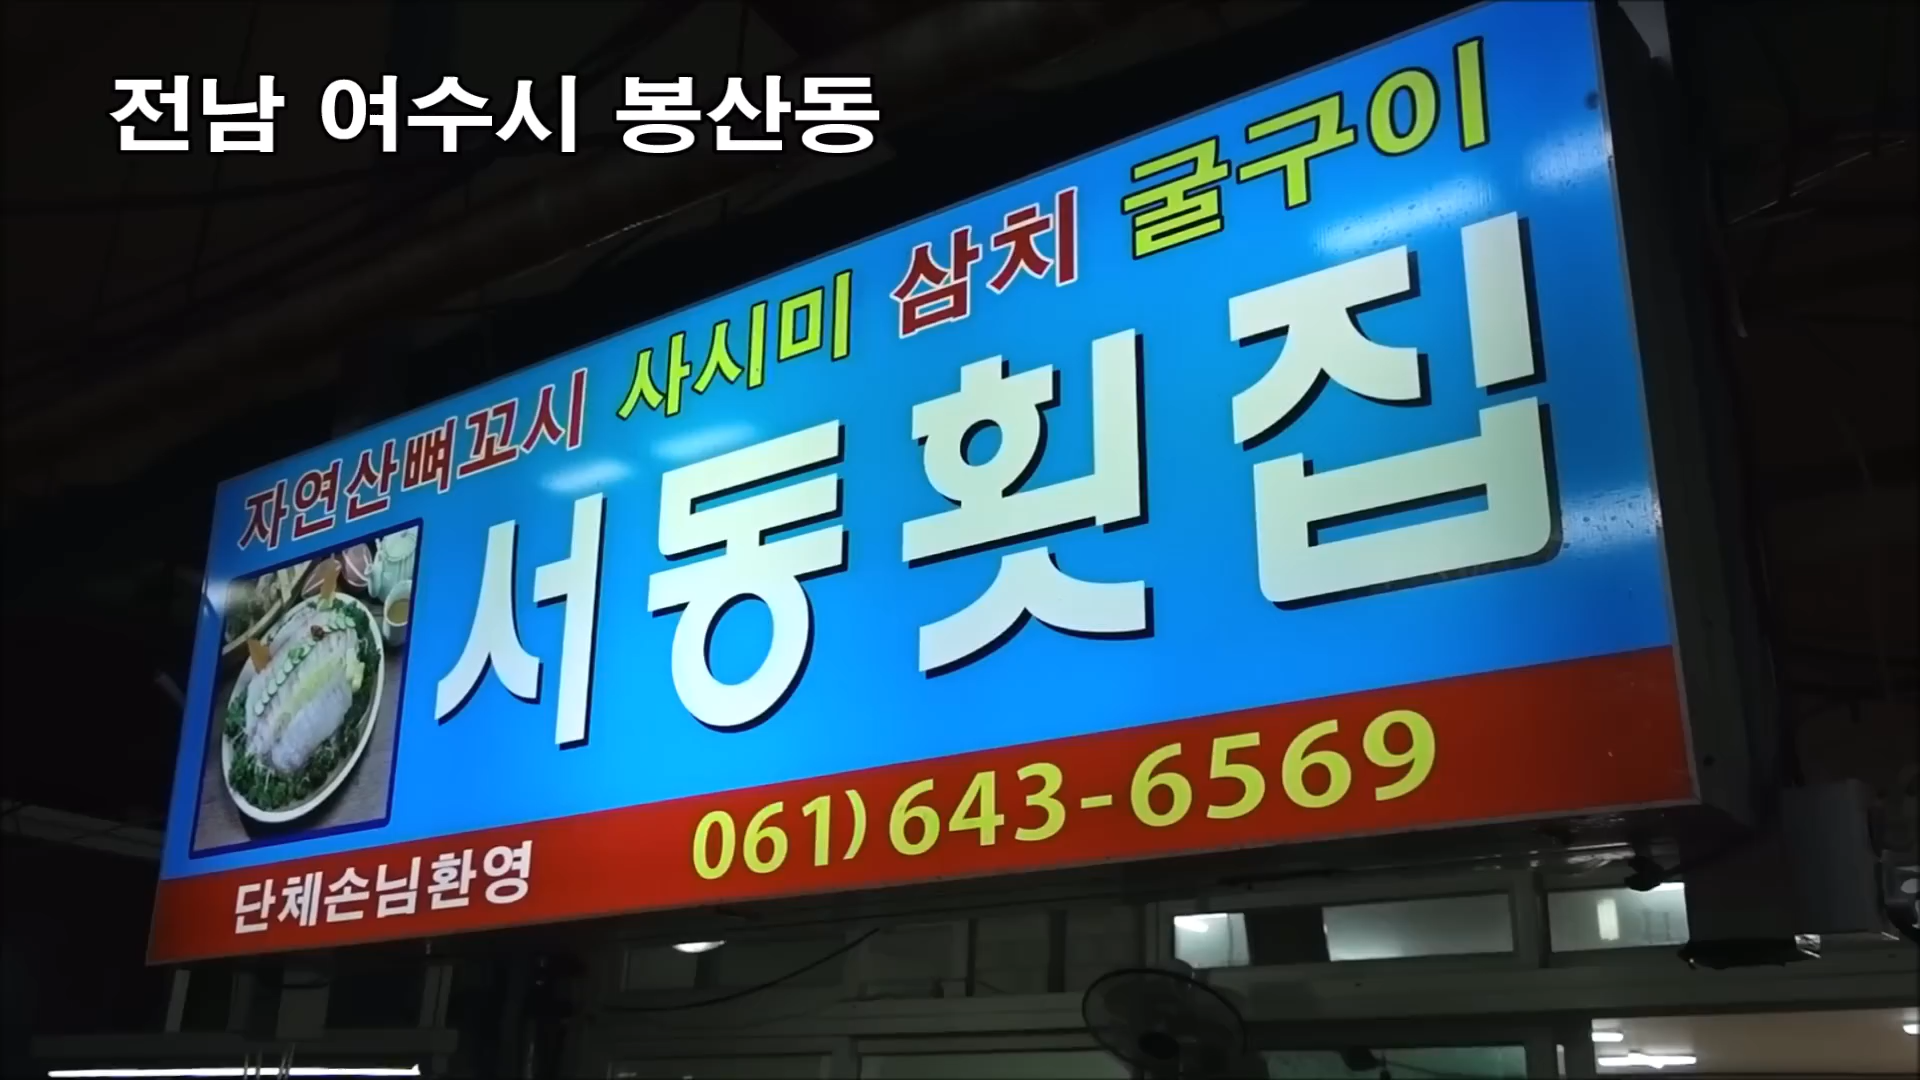 전남 여수시 봉산동
자연산뼈꼬시 사시미 삼치 굴구이
서동횟집
단체손님환영 061) 643-6569